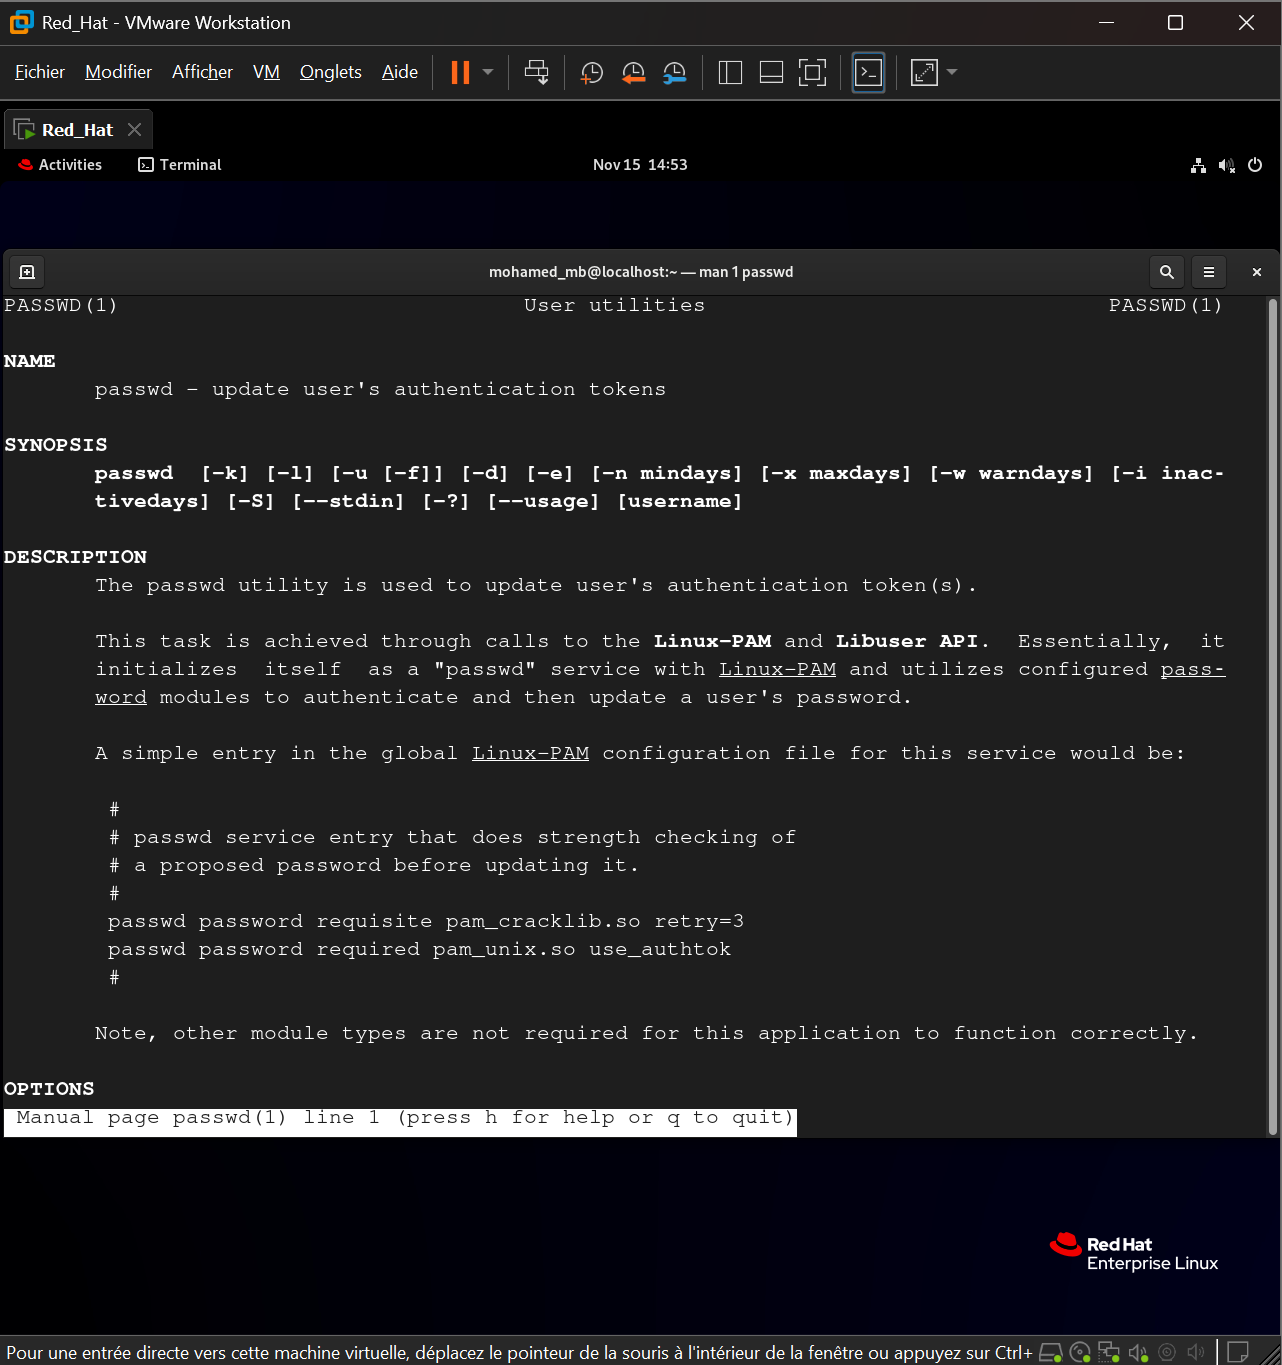 Red_Hat - VMware Workstation
Fichier Modifier Afficher VM Onglets Aide
Red_Hat
Activities Terminal Nov 15 14:53
mohamed_mb@localhost:~ — man 1 passwd
PASSWD(1) User utilities PASSWD(1)
NAME
passwd - update user's authentication tokens
SYNOPSIS
passwd [-k] [-l] [-u [-f]] [-d] [-e] [-n mindays] [-x maxdays] [-w warndays] [-i inac-
tivedays] [-S] [--stdin] [-?] [--usage] [username]
DESCRIPTION
The passwd utility is used to update user's authentication token(s).
This task is achieved through calls to the Linux-PAM and Libuser API. Essentially, it
initializes itself as a "passwd" service with Linux-PAM and utilizes configured pass-
word modules to authenticate and then update a user's password.
A simple entry in the global Linux-PAM configuration file for this service would be:
#
# passwd service entry that does strength checking of
# a proposed password before updating it.
#
passwd password requisite pam_cracklib.so retry=3
passwd password required pam_unix.so use_authtok
#
Note, other module types are not required for this application to function correctly.
OPTIONS
Manual page passwd(1) line 1 (press h for help or q to quit)
Red Hat
Enterprise Linux
Pour une entrée directe vers cette machine virtuelle, déplacez le pointeur de la souris à l'intérieur de la fenêtre ou appuyez sur Ctrl+